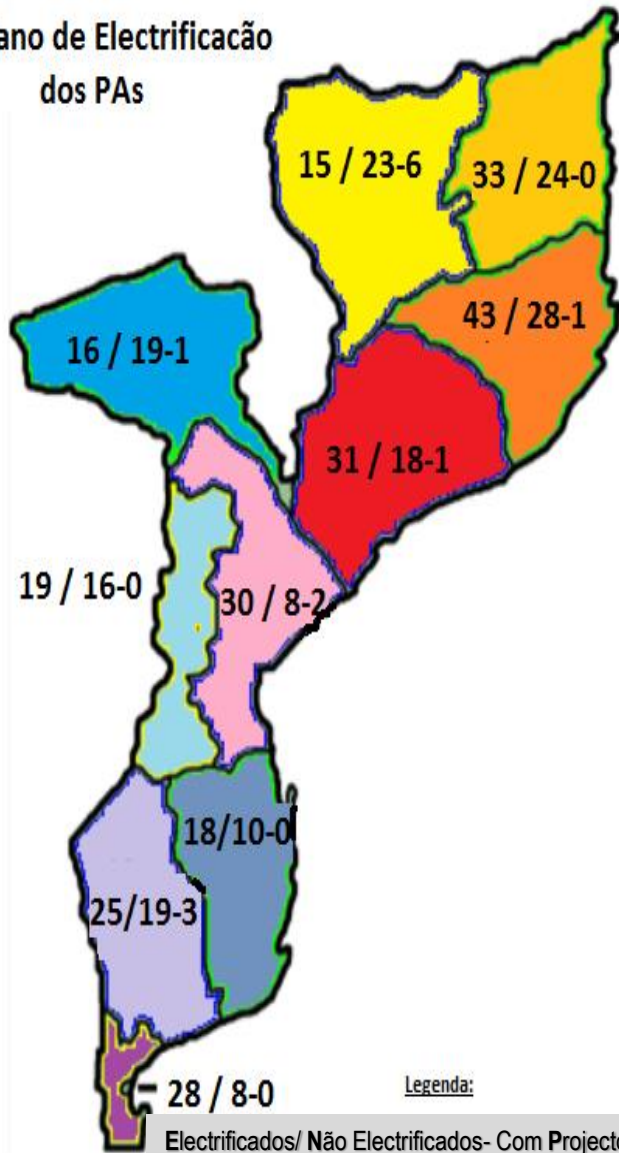 ano de Electrificacão
dos PAs
15 / 23-6
33 / 24-0
43 / 28-1
16 / 19-1
31 / 18-1
19 / 16-0
30 / 8-2
18/10-0
25/19-3
28 / 8-0
Legenda:
Electrificados/ Não Electrificados- Com Projecto